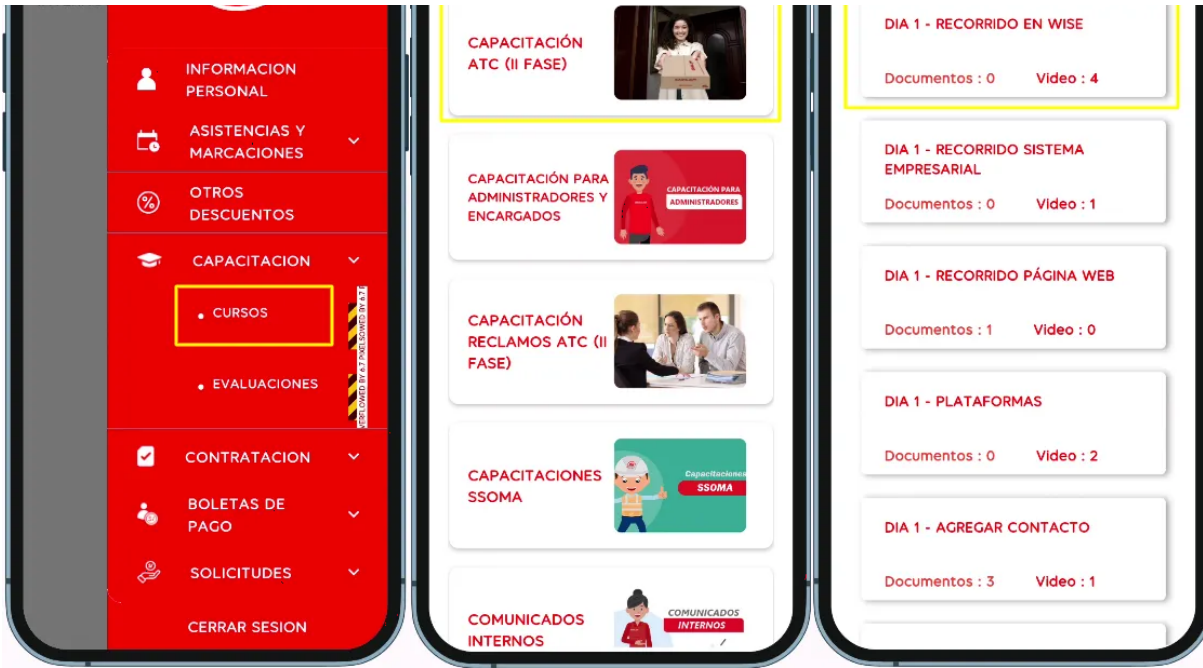 INFORMACION
PERSONAL
ASISTENCIAS Y
MARCACIONES
OTROS
DESCUENTOS
CAPACITACION
CURSOS
EVALUACIONES
CONTRATACION
BOLETAS DE
PAGO
SOLICITUDES
CERRAR SESION
CAPACITACIÓN
ATC (II FASE)
CAPACITACIÓN PARA
ADMINISTRADORES Y
ENCARGADOS
CAPACITACIÓN PARA
ADMINISTRADORES
CAPACITACIÓN
RECLAMOS ATC (II
FASE)
CAPACITACIONES
SSOMA
Capacitaciones
SSOMA
COMUNICADOS
INTERNOS
COMUNICADOS
INTERNOS
DIA 1 - RECORRIDO EN WISE
Documentos : 0 Video : 4
DIA 1 - RECORRIDO SISTEMA
EMPRESARIAL
Documentos : 0 Video : 1
DIA 1 - RECORRIDO PÁGINA WEB
Documentos : 1 Video : 0
DIA 1 - PLATAFORMAS
Documentos : 0 Video : 2
DIA 1 - AGREGAR CONTACTO
Documentos : 3 Video : 1